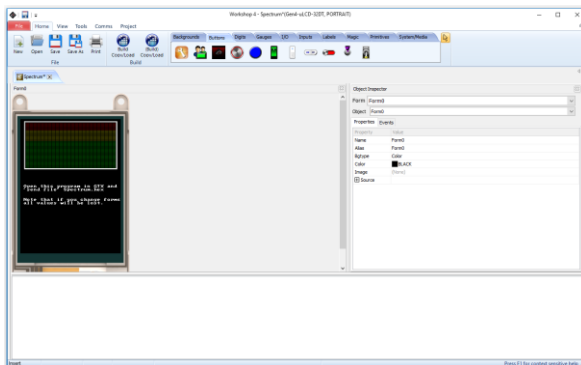 Workshop 4 - Spectrum*(Gen4-uLCD-32DT, PORTRAIT)
File Home View Tools Comms Project
New Open Save Save As Print
Build Copy/Load (Build) Copy/Load
File Build
Backgrounds Buttons Digits Gauges I/O Inputs Labels Magic Primitives System/Media
Spectrum* X
Form0
Open this program in GTX and
"Send File" Spectrum.hex
Note that if you change forms
all values will be lost.
Object Inspector
Form Form0
Object Form0
Properties Events
Property Value
Name Form0
Alias Form0
Bgtype Color
Color BLACK
Image (None)
Source
Insert
Press F1 for context sensitive help